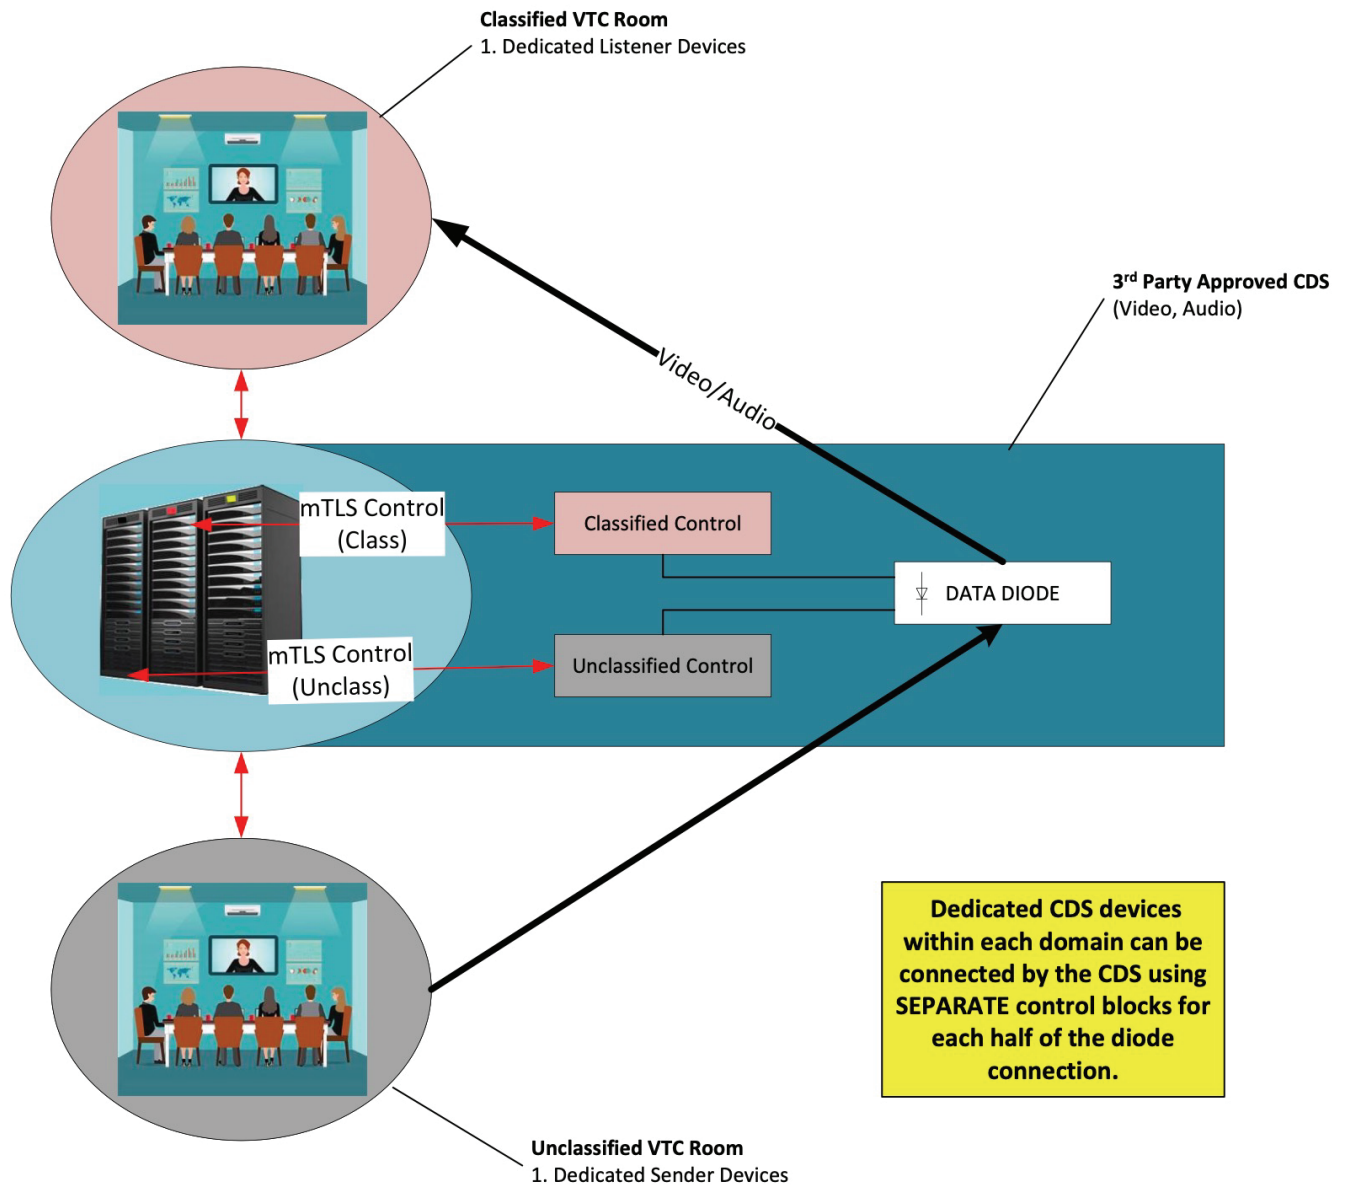 Classified VTC Room
1. Dedicated Listener Devices
3rd Party Approved CDS
(Video, Audio)
Video/Audio
mTLS Control
(Class)
Classified Control
DATA DIODE
mTLS Control
(Unclass)
Unclassified Control
Dedicated CDS devices
within each domain can be
connected by the CDS using
SEPARATE control blocks for
each half of the diode
connection.
Unclassified VTC Room
1. Dedicated Sender Devices